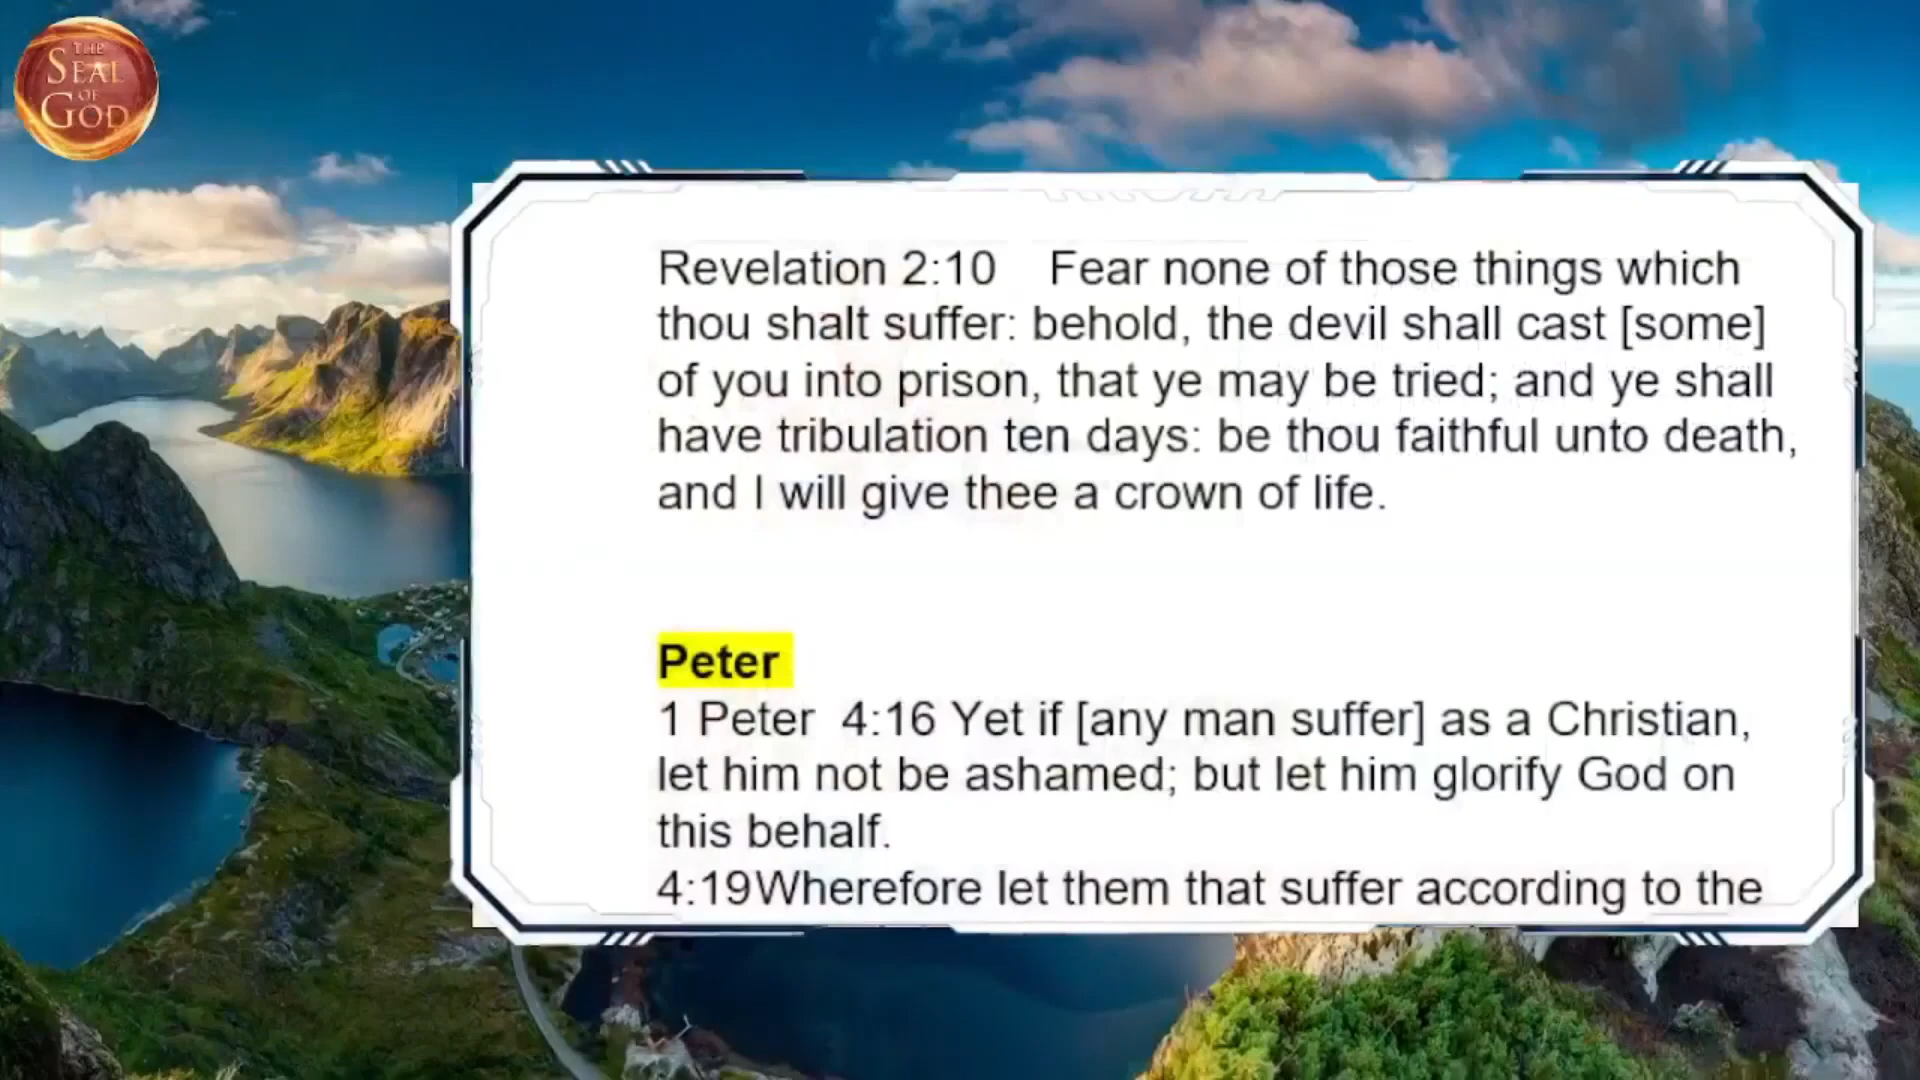 THE
SEAL
OF
GOD
Revelation 2:10 Fear none of those things which
thou shalt suffer: behold, the devil shall cast [some]
of you into prison, that ye may be tried; and ye shall
have tribulation ten days: be thou faithful unto death,
and I will give thee a crown of life.
Peter
1 Peter 4:16 Yet if [any man suffer] as a Christian,
let him not be ashamed; but let him glorify God on
this behalf.
4:19Wherefore let them that suffer according to the